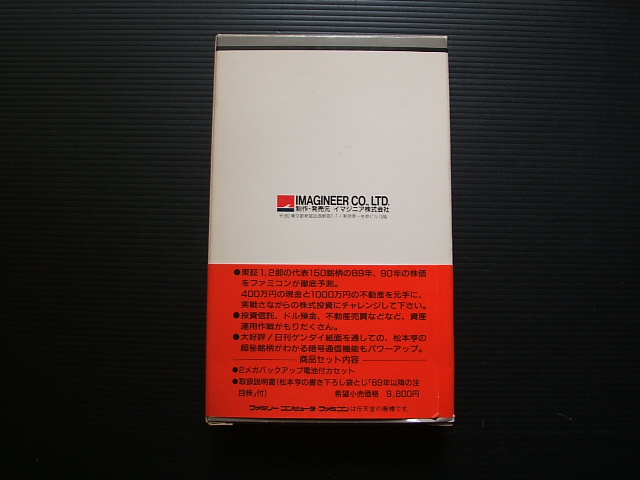 IMAGINEER CO., LTD.
制作・発売元 イマジニア株式会社
●東証1、2部の代表150銘柄の89年、90年の株価
をファミコンが徹底予測。
400万円の現金と1000万円の不動産を元手に、
実戦さながらの株式投資にチャレンジして下さい。
●投資信託、ドル預金、不動産売買などなど、資産
運用作戦がもりだくさん。
●大好評!日刊ゲンダイ紙面を通しての、松本亨の
超秘銘柄がわかる暗号通信機能もパワーアップ。
商品セット内容
●2メガバックアップ電池付カセット
●取扱説明書(松本亨の書き下ろし袋とじ「89年以降の注
目株」付) 希望小売価格 9,800円
ファミリーコンピュータ・ファミコンは任天堂の商標です。